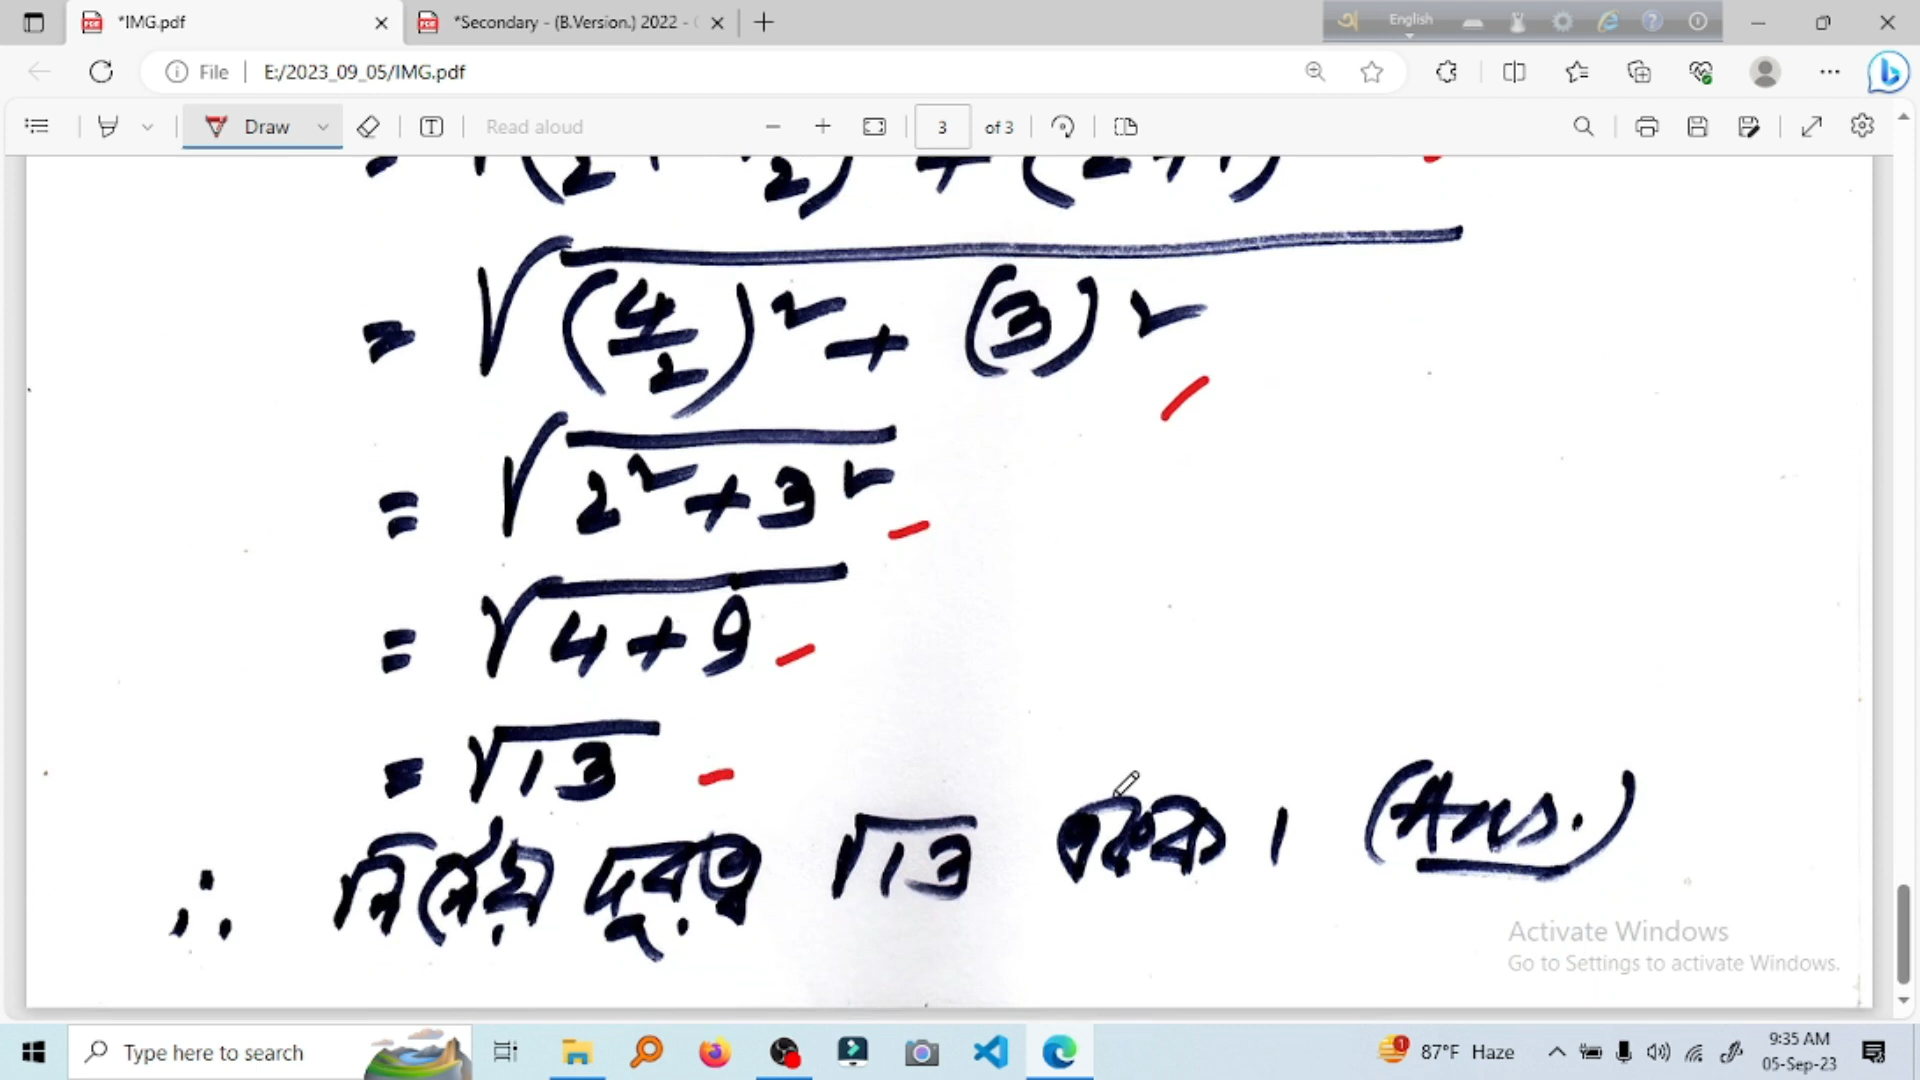 *IMG.pdf
*Secondary - (B.Version.) 2022 -
English
File E:/2023_09_05/IMG.pdf
Draw
Read aloud
3 of 3
= √(4/2)² + (3)²
= √2² + 3²
= √4 + 9
= √13
∴ নির্ণেয় দূরত্ব √13 একক। (Ans.)
Activate Windows
Go to Settings to activate Windows.
Type here to search
1
87°F Haze
9:35 AM
05-Sep-23